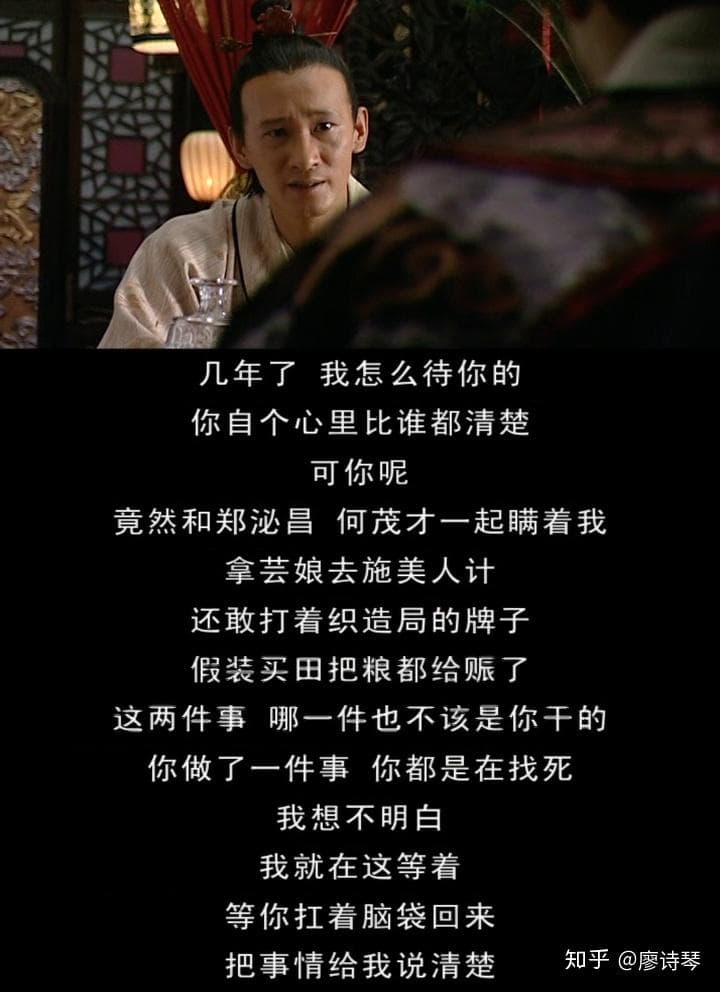 几年了 我怎么待你的
你自个心里比谁都清楚
可你呢
竟然和郑泌昌 何茂才一起瞒着我
拿芸娘去施美人计
还敢打着织造局的牌子
假装买田把粮都给赈了
这两件事 哪一件也不该是你干的
你做了一件事 你都是在找死
我想不明白
我就在这等着
等你扛着脑袋回来
把事情给我说清楚
知乎 @廖诗琴